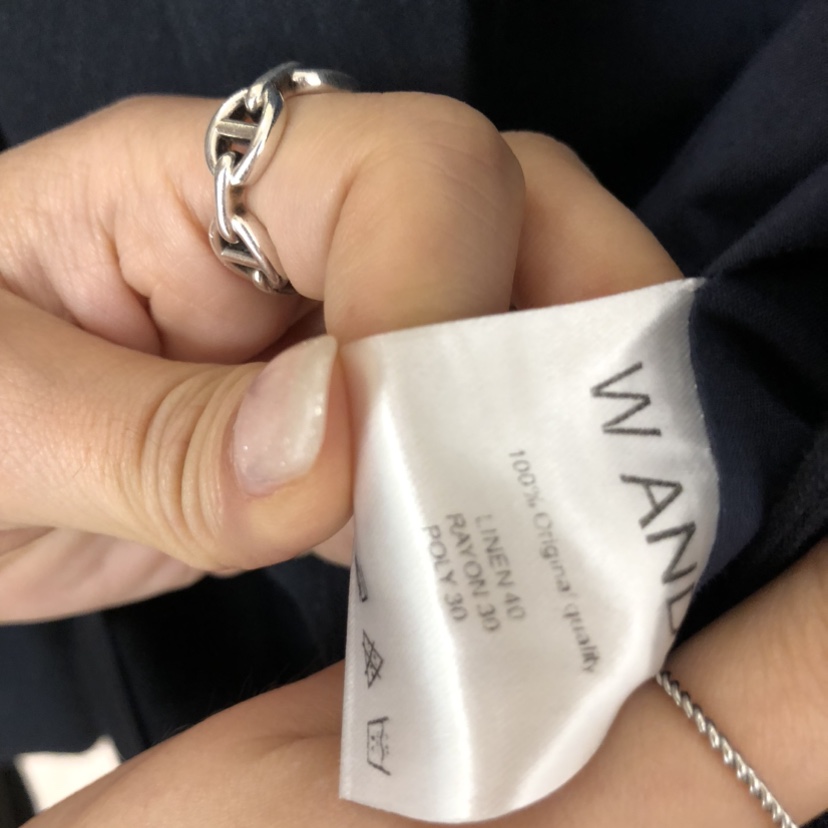 W AND
100% Original quality
LINEN 40
RAYON 30
POLY 30